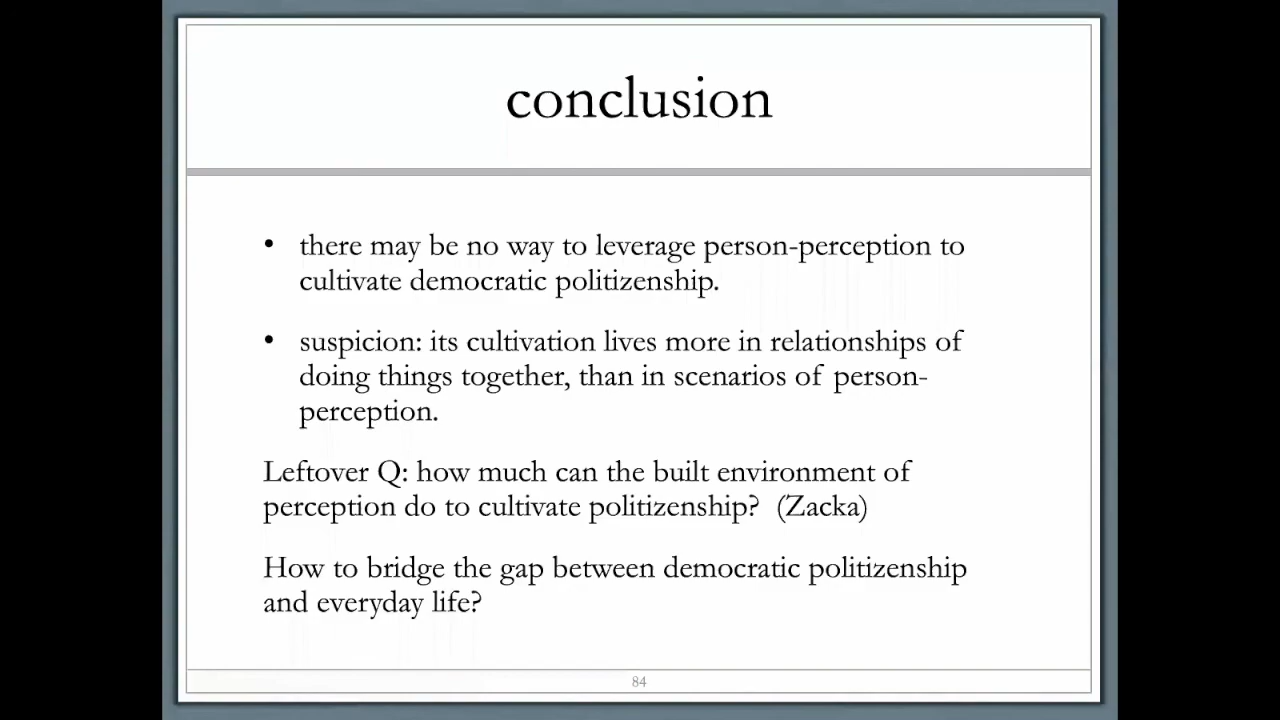 conclusion
• there may be no way to leverage person-perception to
cultivate democratic politizenship.
• suspicion: its cultivation lives more in relationships of
doing things together, than in scenarios of person-
perception.
Leftover Q: how much can the built environment of
perception do to cultivate politizenship? (Zacka)
How to bridge the gap between democratic politizenship
and everyday life?
84